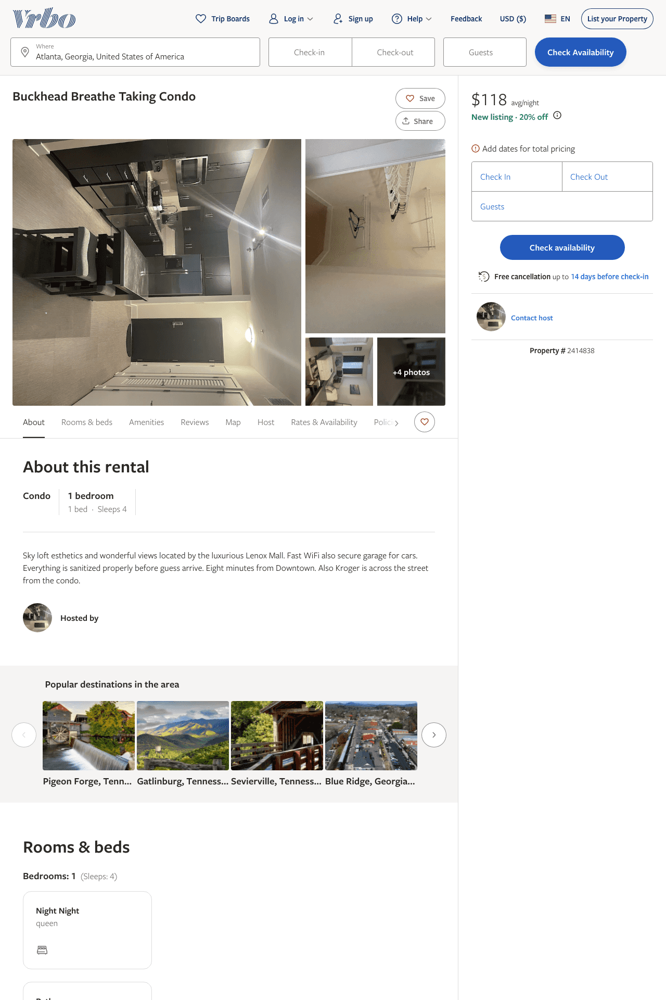 Vrbo
Trip Boards
Log in
Sign up
Help
Feedback
USD ($)
EN
List your Property
Where
Atlanta, Georgia, United States of America
Check-in
Check-out
Guests
Check Availability
Buckhead Breathe Taking Condo
Save
Share
+4 photos
$118 avg/night
New listing · 20% off
Add dates for total pricing
Check In
Check Out
Guests
Check availability
Free cancellation up to 14 days before check-in
Contact host
Property # 2414838
About
Rooms & beds
Amenities
Reviews
Map
Host
Rates & Availability
Polici
About this rental
Condo
1 bedroom
1 bed · Sleeps 4
Sky loft esthetics and wonderful views located by the luxurious Lenox Mall. Fast WiFi also secure garage for cars.
Everything is sanitized properly before guess arrive. Eight minutes from Downtown. Also Kroger is across the street
from the condo.
Hosted by
Popular destinations in the area
Pigeon Forge, Tenn...
Gatlinburg, Tenness...
Sevierville, Tenness...
Blue Ridge, Georgia...
Rooms & beds
Bedrooms: 1 (Sleeps: 4)
Night Night
queen